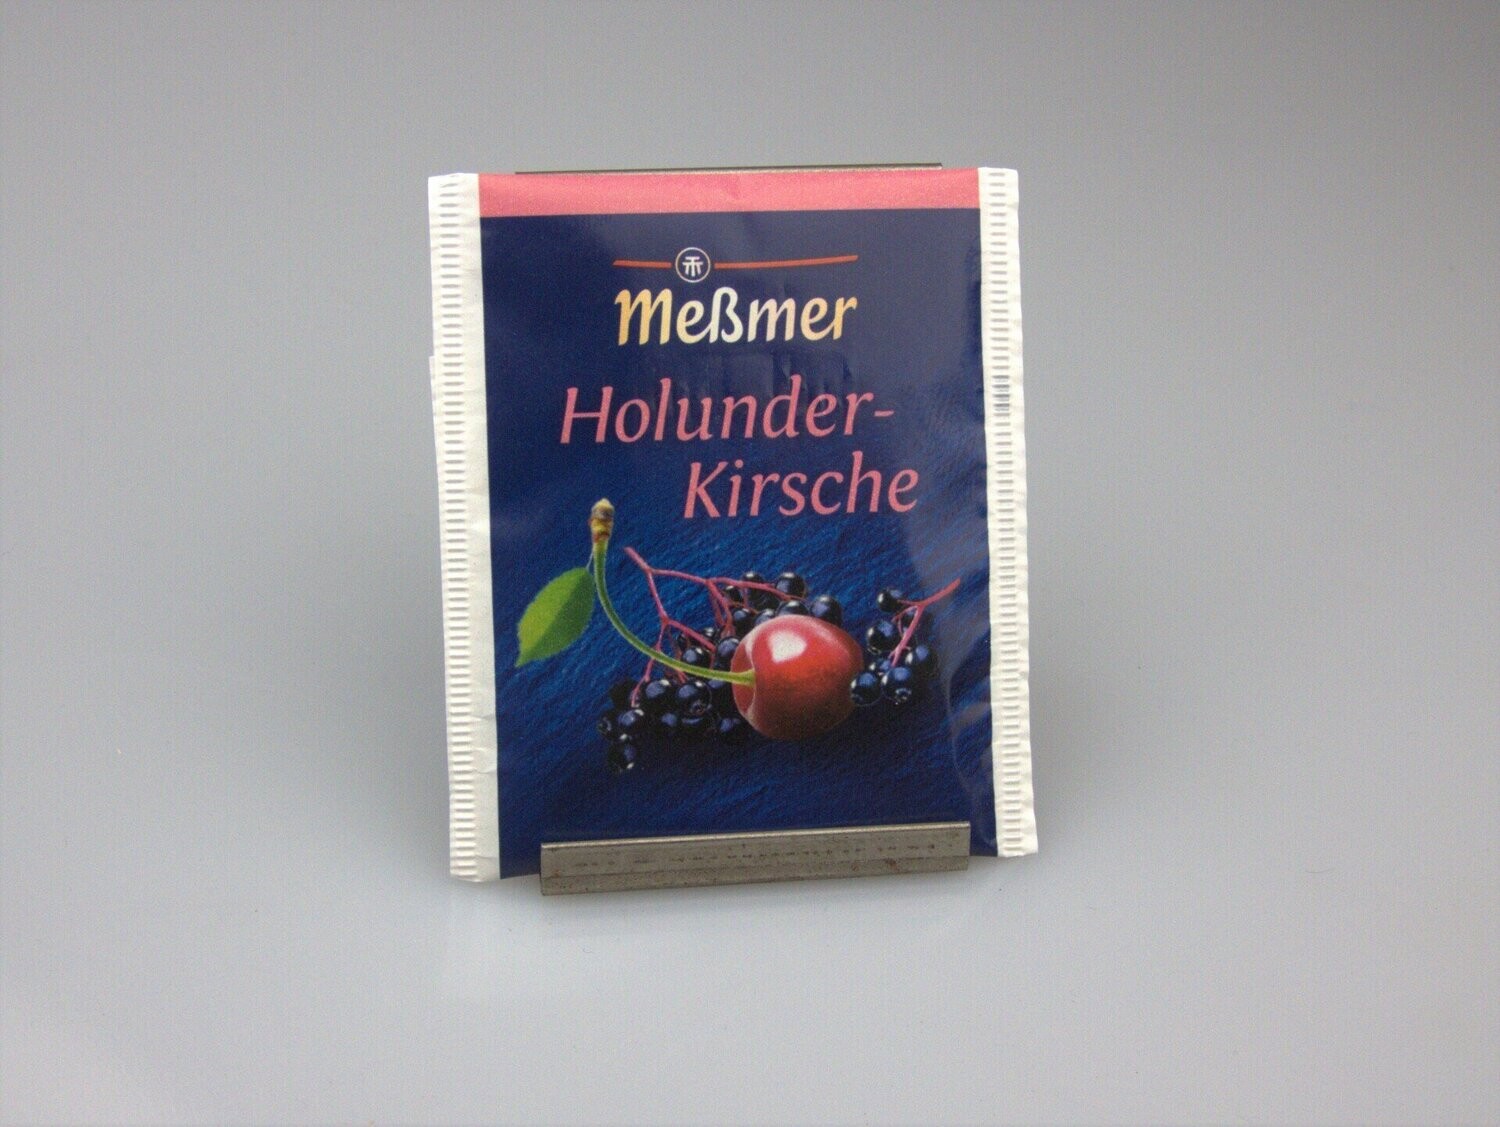 Meßmer
Holunder-
Kirsche